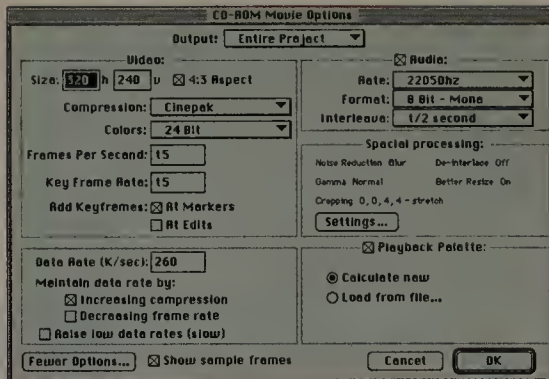 CD-ROM Movie Options
Output: Entire Project
Video:
Size: 320 h 240 v 4:3 Aspect
Compression: Cinepak
Colors: 24 Bit
Frames Per Second: 15
Key Frame Rate: 15
Add Keyframes: At Markers
At Edits
Audio:
Rate: 22050hz
Format: 8 Bit - Mono
Interleave: 1/2 second
Special processing:
Noise Reduction Blur De-interlace Off
Gamma Normal Better Resize On
Cropping 0, 0, 4, 4 - stretch
Settings...
Data Rate (K/sec): 260
Maintain data rate by:
Increasing compression
Decreasing frame rate
Raise low data rates (slow)
Playback Palette:
Calculate new
Load from file...
Fewer Options... Show sample frames Cancel OK